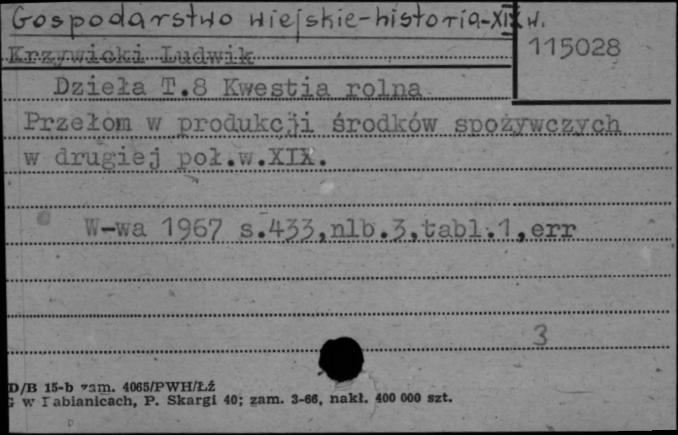 Gospodarstwo wiejskie-historia-XIX w.
115028
Krzywicki Ludwik
Dzieła T.8 Kwestia rolna
Przełom w produkcji środków spożywczych
w drugiej poł.w.XIX.
W-wa 1967 s.433,nlb.3,tabl.1,err
3
D/B 15-b zam. 4065/PWH/Łź
w Pabianicach, P. Skargi 40; zam. 3-66, nakł. 400 000 szt.